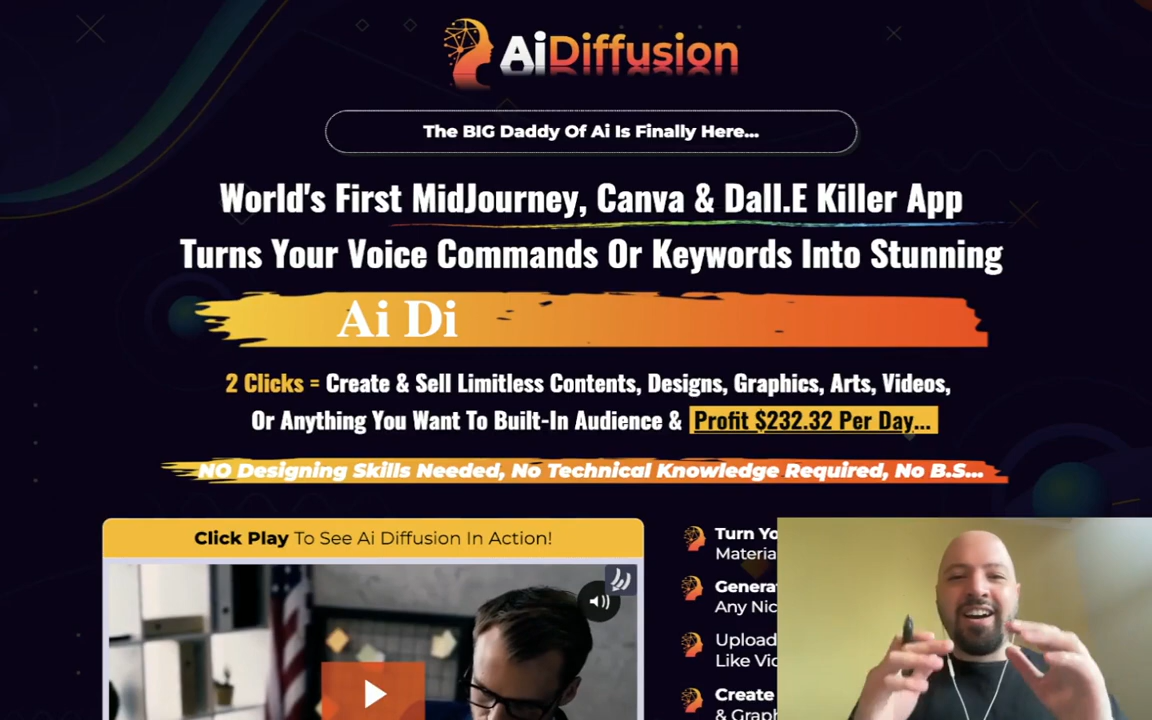 AiDiffusion
The BIG Daddy Of Ai Is Finally Here...
World's First MidJourney, Canva & Dall.E Killer App
Turns Your Voice Commands Or Keywords Into Stunning
Ai Di
2 Clicks = Create & Sell Limitless Contents, Designs, Graphics, Arts, Videos,
Or Anything You Want To Built-In Audience & Profit $232.32 Per Day...
NO Designing Skills Needed, No Technical Knowledge Required, No B.S...
Click Play To See Ai Diffusion In Action!
Turn Yo
Materia
Generat
Any Nic
Upload
Like Vid
Create
& Graph